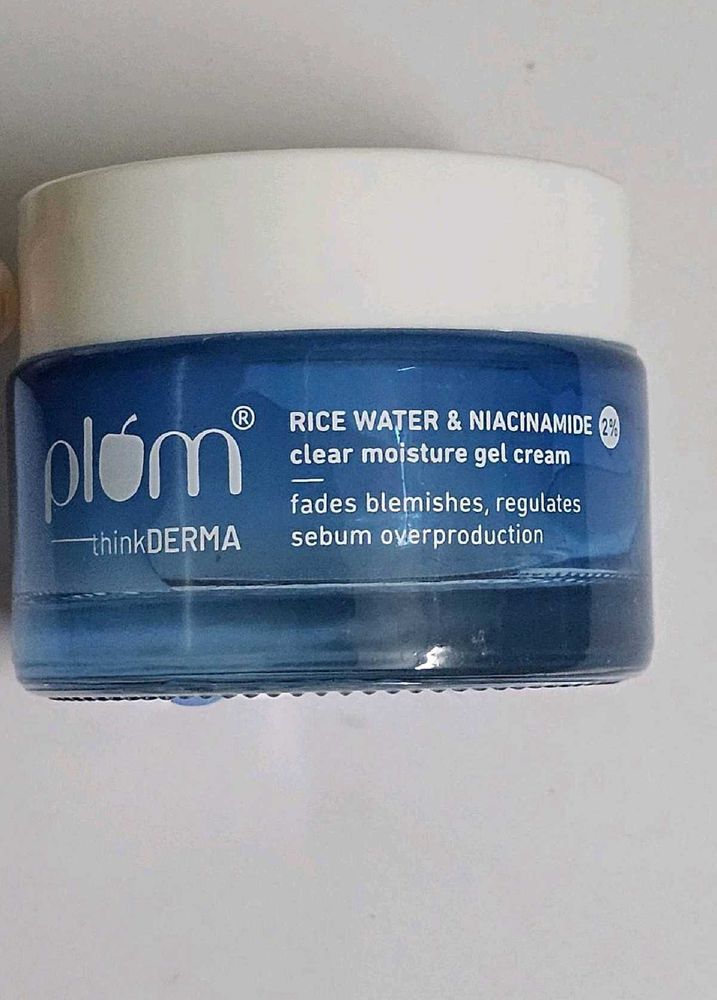 plum®
thinkDERMA
RICE WATER & NIACINAMIDE 2%
clear moisture gel cream
fades blemishes, regulates
sebum overproduction